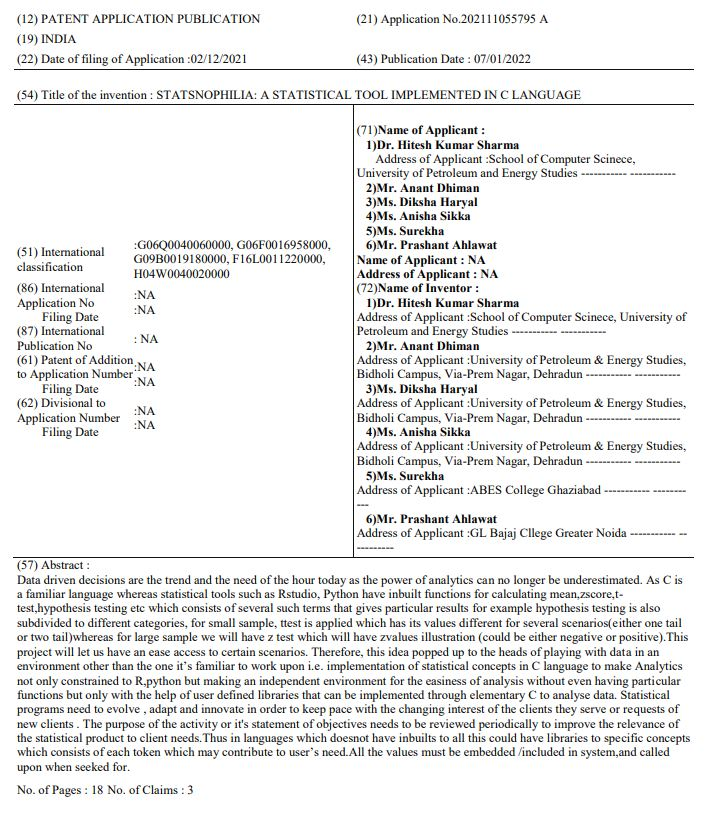 (12) PATENT APPLICATION PUBLICATION
(21) Application No.202111055795 A
(19) INDIA
(22) Date of filing of Application :02/12/2021
(43) Publication Date : 07/01/2022
(54) Title of the invention : STATSNOPHILIA: A STATISTICAL TOOL IMPLEMENTED IN C LANGUAGE
(51) International
classification
:G06Q0040060000, G06F0016958000,
G09B0019180000, F16L0011220000,
H04W0040020000
(86) International
Application No
Filing Date
:NA
:NA
(87) International
Publication No
: NA
(61) Patent of Addition
to Application Number
Filing Date
:NA
:NA
(62) Divisional to
Application Number
Filing Date
:NA
:NA
(71)Name of Applicant :
1)Dr. Hitesh Kumar Sharma
Address of Applicant :School of Computer Scinece,
University of Petroleum and Energy Studies ----------- -----------
2)Mr. Anant Dhiman
3)Ms. Diksha Haryal
4)Ms. Anisha Sikka
5)Ms. Surekha
6)Mr. Prashant Ahlawat
Name of Applicant : NA
Address of Applicant : NA
(72)Name of Inventor :
1)Dr. Hitesh Kumar Sharma
Address of Applicant :School of Computer Scinece, University of
Petroleum and Energy Studies ----------- -----------
2)Mr. Anant Dhiman
Address of Applicant :University of Petroleum & Energy Studies,
Bidholi Campus, Via-Prem Nagar, Dehradun ----------- -----------
3)Ms. Diksha Haryal
Address of Applicant :University of Petroleum & Energy Studies,
Bidholi Campus, Via-Prem Nagar, Dehradun ----------- -----------
4)Ms. Anisha Sikka
Address of Applicant :University of Petroleum & Energy Studies,
Bidholi Campus, Via-Prem Nagar, Dehradun ----------- -----------
5)Ms. Surekha
Address of Applicant :ABES College Ghaziabad ----------- --------
---
6)Mr. Prashant Ahlawat
Address of Applicant :GL Bajaj Cllege Greater Noida ----------- --
---------
(57) Abstract :
Data driven decisions are the trend and the need of the hour today as the power of analytics can no longer be underestimated. As C is
a familiar language whereas statistical tools such as Rstudio, Python have inbuilt functions for calculating mean,zscore,t-
test,hypothesis testing etc which consists of several such terms that gives particular results for example hypothesis testing is also
subdivided to different categories, for small sample, ttest is applied which has its values different for several scenarios(either one tail
or two tail)whereas for large sample we will have z test which will have zvalues illustration (could be either negative or positive).This
project will let us have an ease access to certain scenarios. Therefore, this idea popped up to the heads of playing with data in an
environment other than the one it's familiar to work upon i.e. implementation of statistical concepts in C language to make Analytics
not only constrained to R,python but making an independent environment for the easiness of analysis without even having particular
functions but only with the help of user defined libraries that can be implemented through elementary C to analyse data. Statistical
programs need to evolve , adapt and innovate in order to keep pace with the changing interest of the clients they serve or requests of
new clients . The purpose of the activity or it's statement of objectives needs to be reviewed periodically to improve the relevance of
the statistical product to client needs.Thus in languages which doesnot have inbuilts to all this could have libraries to specific concepts
which consists of each token which may contribute to user's need.All the values must be embedded /included in system,and called
upon when seeked for.
No. of Pages : 18 No. of Claims : 3